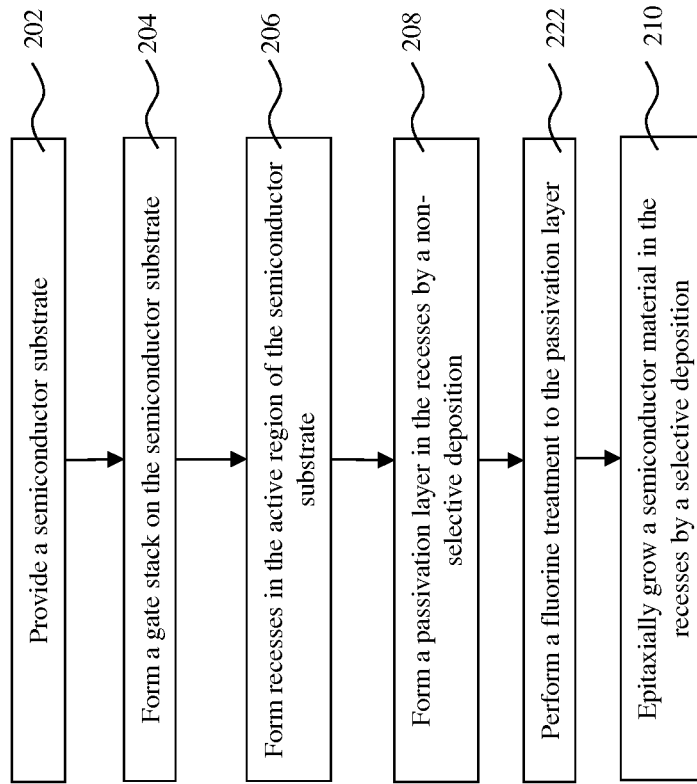 Provide a semiconductor substrate
202
Form a gate stack on the semiconductor substrate
204
Form recesses in the active region of the semiconductor
substrate
206
Form a passivation layer in the recesses by a non-
selective deposition
208
Perform a fluorine treatment to the passivation layer
222
Epitaxially grow a semiconductor material in the
recesses by a selective deposition
210